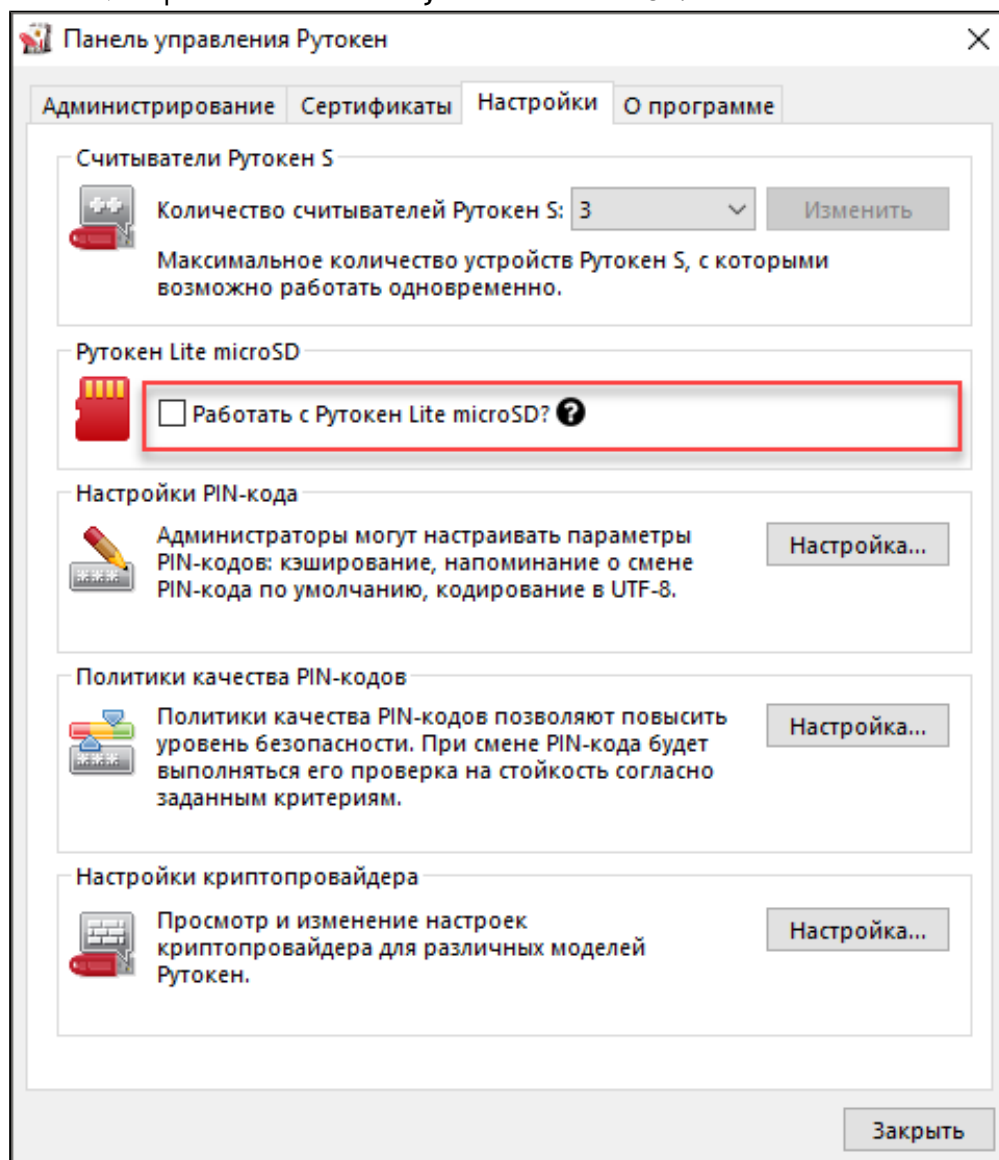 Панель управления Рутокен
Администрирование Сертификаты Настройки О программе
Считыватели Рутокен S
Количество считывателей Рутокен S: 3 Изменить
Максимальное количество устройств Рутокен S, с которыми
возможно работать одновременно.
Рутокен Lite microSD
Работать с Рутокен Lite microSD? ?
Настройки PIN-кода
Администраторы могут настраивать параметры
PIN-кодов: кэширование, напоминание о смене
PIN-кода по умолчанию, кодирование в UTF-8.
Настройка...
Политики качества PIN-кодов
Политики качества PIN-кодов позволяют повысить
уровень безопасности. При смене PIN-кода будет
выполняться его проверка на стойкость согласно
заданным критериям.
Настройка...
Настройки криптопровайдера
Просмотр и изменение настроек
криптопровайдера для различных моделей
Рутокен.
Настройка...
Закрыть